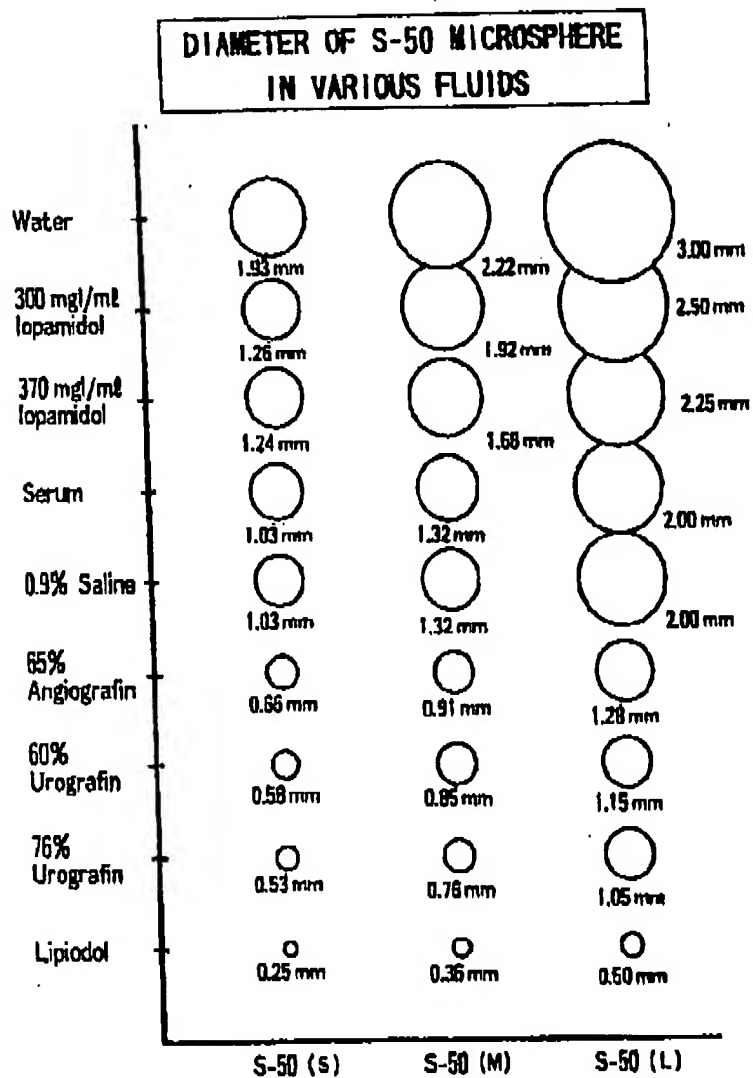 DIAMETER OF S-50 MICROSPHERE
IN VARIOUS FLUIDS
Water
1.93 mm
2.22 mm
3.00 mm
300 mgI/mℓ
Iopamidol
1.26 mm
1.92 mm
2.50 mm
370 mgI/mℓ
Iopamidol
1.24 mm
1.68 mm
2.25 mm
Serum
1.03 mm
1.32 mm
2.00 mm
0.9% Saline
1.03 mm
1.32 mm
2.00 mm
65%
Angiografin
0.66 mm
0.91 mm
1.28 mm
60%
Urografin
0.58 mm
0.85 mm
1.15 mm
76%
Urografin
0.53 mm
0.76 mm
1.05 mm
Lipiodol
0.25 mm
0.36 mm
0.50 mm
S-50 (S)
S-50 (M)
S-50 (L)